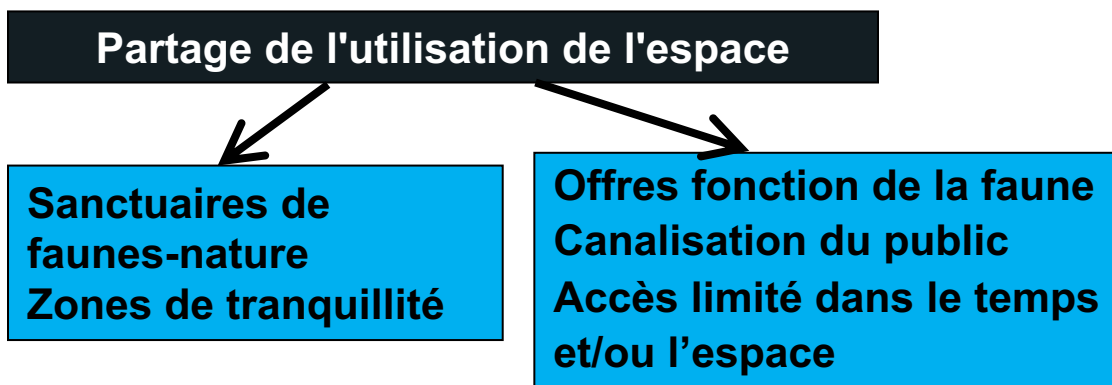 Partage de l'utilisation de l'espace
Sanctuaires de
faunes-nature
Zones de tranquillité
Offres fonction de la faune
Canalisation du public
Accès limité dans le temps
et/ou l’espace